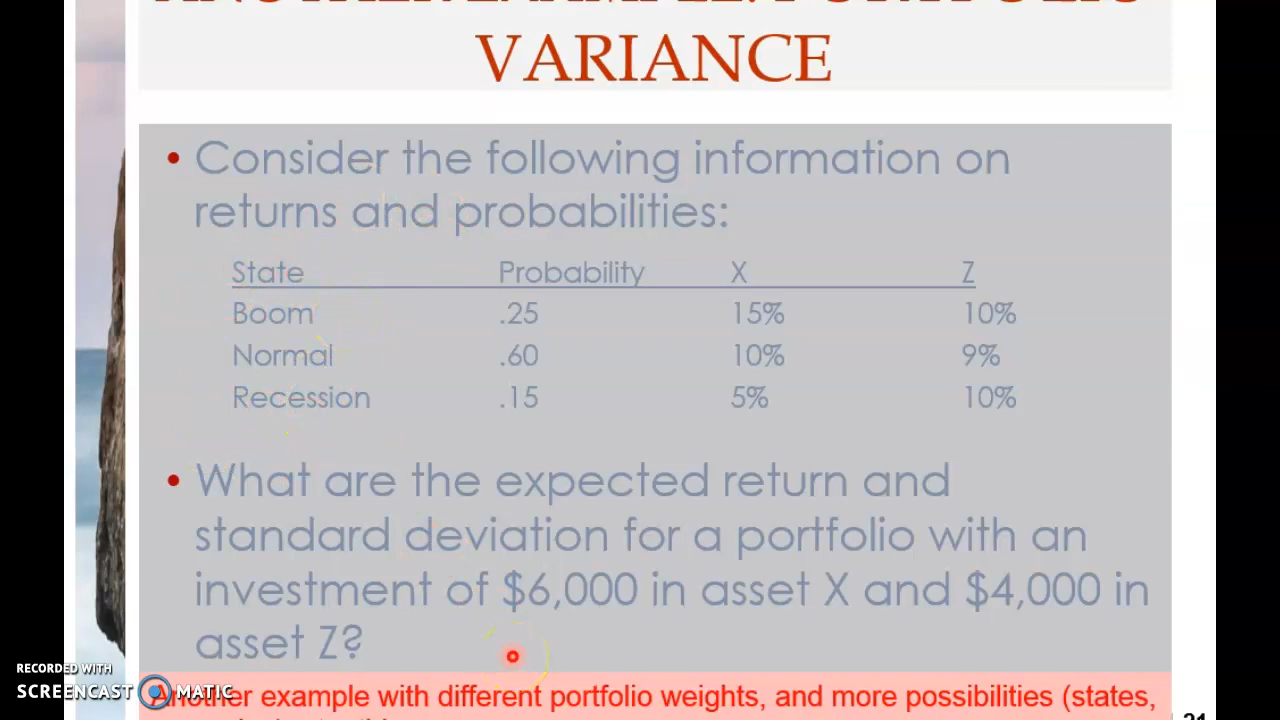 VARIANCE
• Consider the following information on
returns and probabilities:
State Probability X Z
Boom .25 15% 10%
Normal .60 10% 9%
Recession .15 5% 10%
• What are the expected return and
standard deviation for a portfolio with an
investment of $6,000 in asset X and $4,000 in
asset Z?
RECORDED WITH
SCREENCAST MATIC
Another example with different portfolio weights, and more possibilities (states,